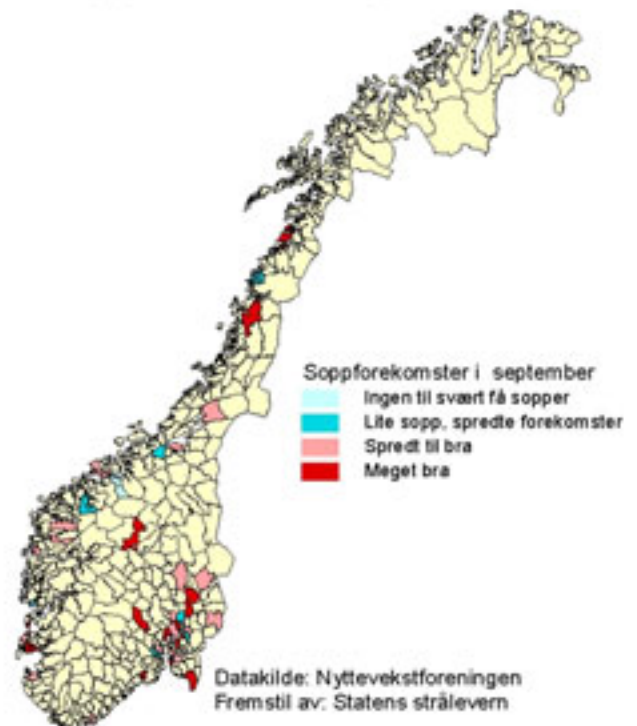 Soppforekomster i september
Ingen til svært få sopper
Lite sopp, spredte forekomster
Spredt til bra
Meget bra
Datakilde: Nyttevekstforeningen
Fremstil av: Statens strålevern